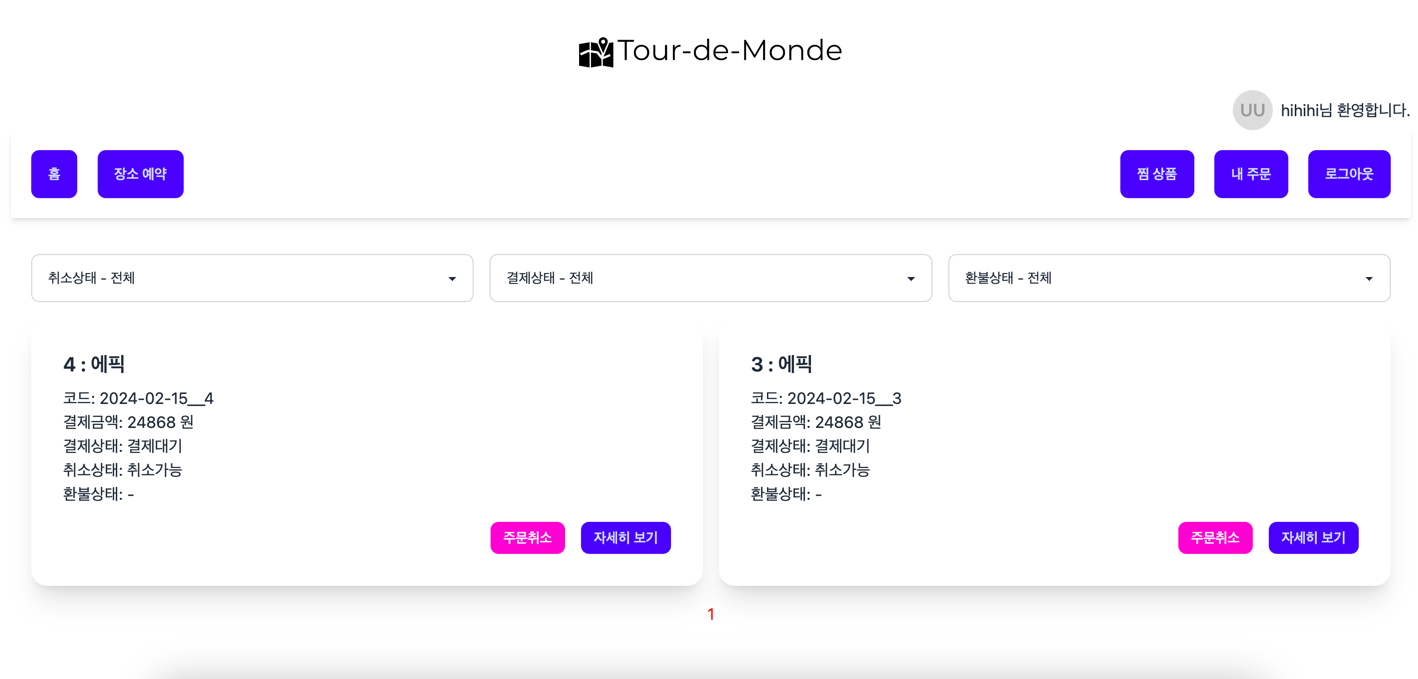 Tour-de-Monde
UU hihihi님 환영합니다.
홈 장소 예약 찜 상품 내 주문 로그아웃
취소상태 - 전체 결제상태 - 전체 환불상태 - 전체
4 : 에픽
코드: 2024-02-15__4
결제금액: 24868 원
결제상태: 결제대기
취소상태: 취소가능
환불상태: -
주문취소 자세히 보기
3 : 에픽
코드: 2024-02-15__3
결제금액: 24868 원
결제상태: 결제대기
취소상태: 취소가능
환불상태: -
주문취소 자세히 보기
1